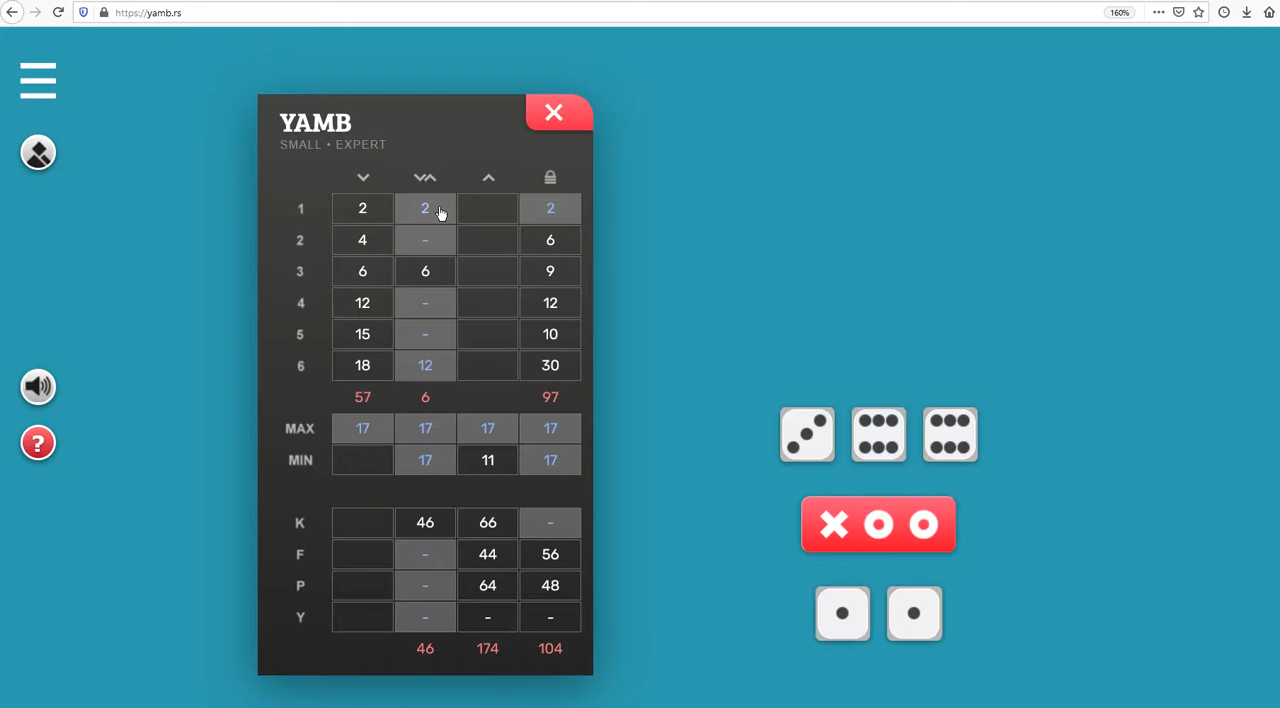 https://yamb.rs
160%
YAMB
SMALL • EXPERT
1 2 2 2
2 4 - 6
3 6 6 9
4 12 - 12
5 15 - 10
6 18 12 30
57 6 97
MAX 17 17 17 17
MIN 17 11 17
K 46 66 -
F - 44 56
P - 64 48
Y - - -
46 174 104
?